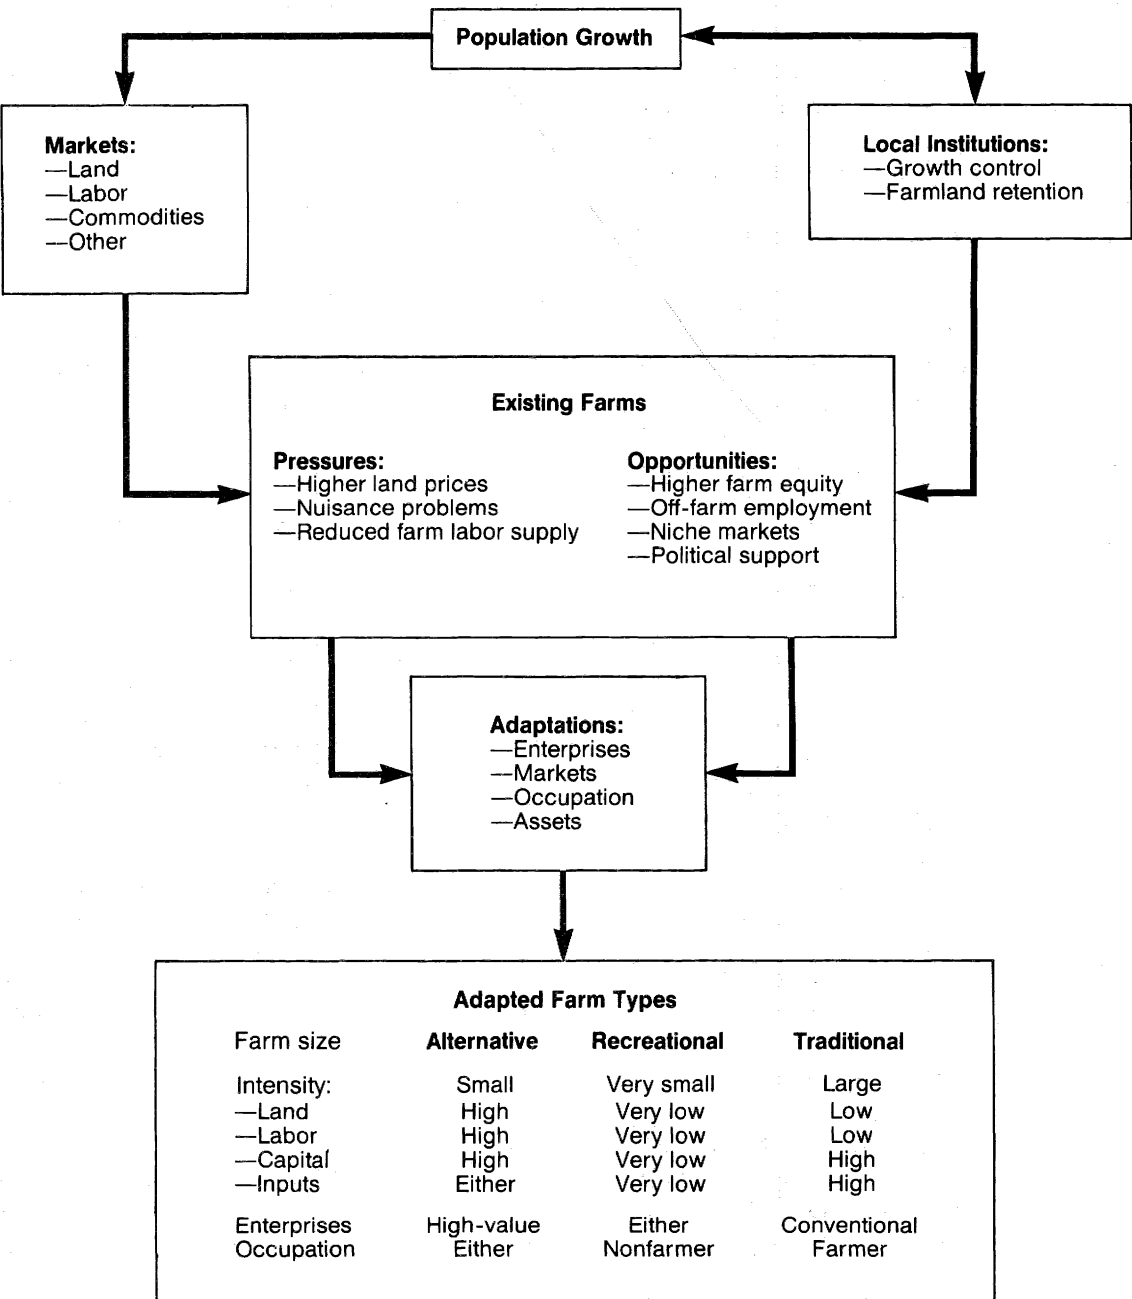 Population Growth
Markets:
—Land
—Labor
—Commodities
—Other
Local Institutions:
—Growth control
—Farmland retention
Existing Farms
Pressures:
—Higher land prices
—Nuisance problems
—Reduced farm labor supply
Opportunities:
—Higher farm equity
—Off-farm employment
—Niche markets
—Political support
Adaptations:
—Enterprises
—Markets
—Occupation
—Assets
Adapted Farm Types
Farm size Alternative Recreational Traditional
Intensity: Small Very small Large
—Land High Very low Low
—Labor High Very low Low
—Capital High Very low High
—Inputs Either Very low High
Enterprises High-value Either Conventional
Occupation Either Nonfarmer Farmer